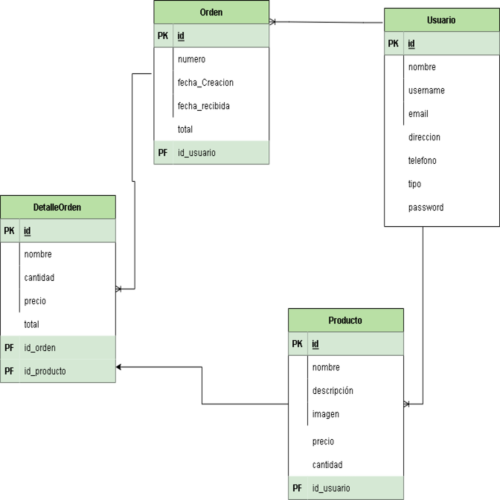 Orden
PK id
numero
fecha_Creacion
fecha_recibida
total
PF id_usuario
Usuario
PK id
nombre
username
email
direccion
telefono
tipo
password
DetalleOrden
PK id
nombre
cantidad
precio
total
PF id_orden
PF id_producto
Producto
PK id
nombre
descripción
imagen
precio
cantidad
PF id_usuario